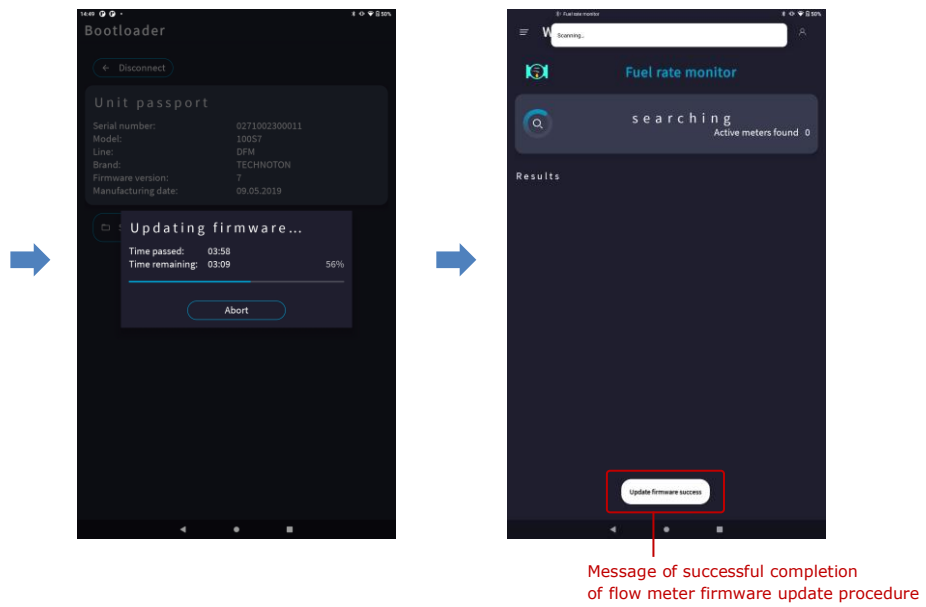 14:49
50%
Bootloader
← Disconnect
Unit passport
Serial number: 0271002300011
Model: 100S7
Line: DFM
Brand: TECHNOTON
Firmware version: 7
Manufacturing date: 09.05.2019
S
Updating firmware...
Time passed: 03:58
Time remaining: 03:09 56%
Abort
Fuel rate monitor
50%
W
Scanning...
Fuel rate monitor
searching
Active meters found 0
Results
Update firmware success
Message of successful completion
of flow meter firmware update procedure